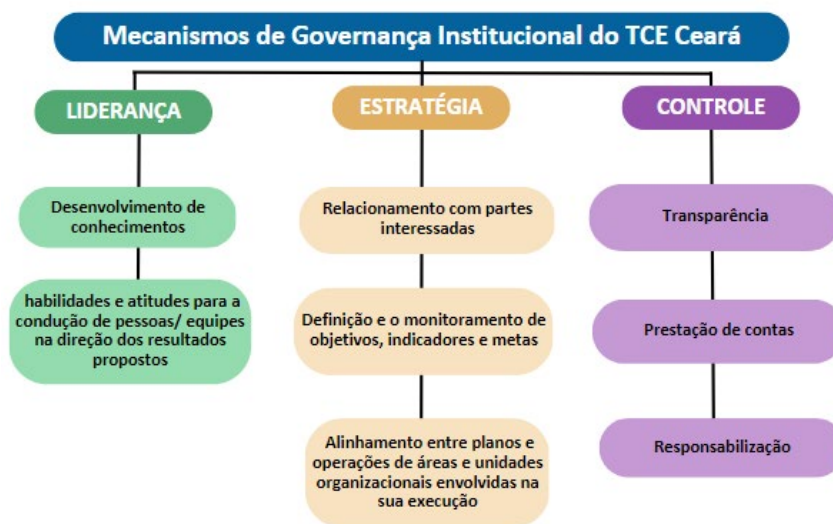 Mecanismos de Governança Institucional do TCE Ceará
LIDERANÇA
Desenvolvimento de
conhecimentos
habilidades e atitudes para a
condução de pessoas/ equipes
na direção dos resultados
propostos
ESTRATÉGIA
Relacionamento com partes
interessadas
Definição e o monitoramento de
objetivos, indicadores e metas
Alinhamento entre planos e
operações de áreas e unidades
organizacionais envolvidas na
sua execução
CONTROLE
Transparência
Prestação de contas
Responsabilização